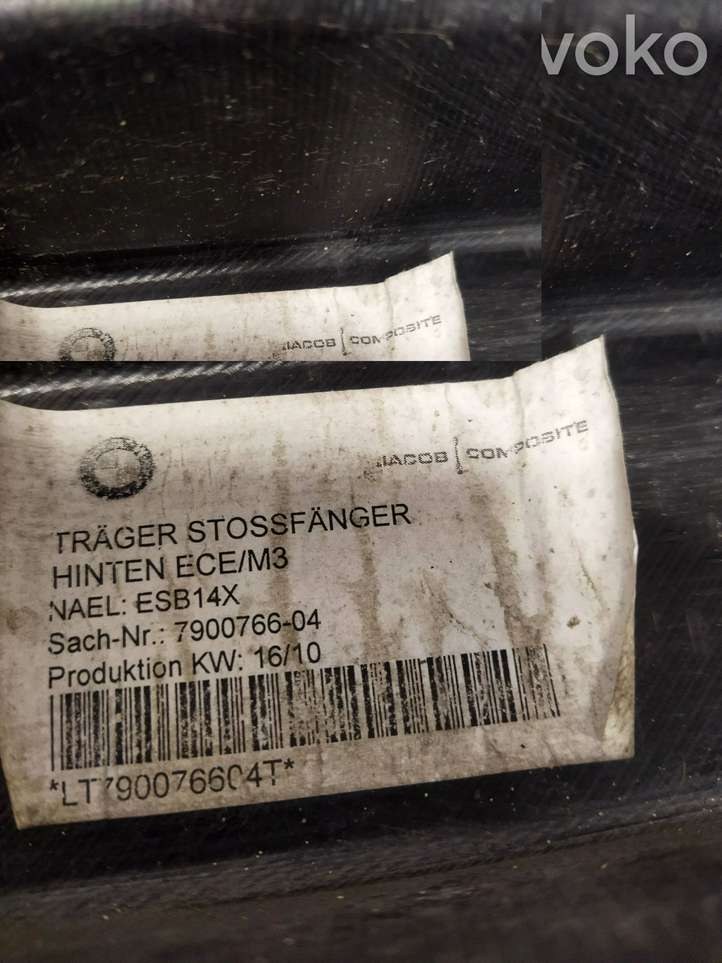 voko
JACOB COMPOSITE
JACOB COMPOSITE
TRÄGER STOSSFÄNGER
HINTEN ECE/M3
NAEL: ESB14X
Sach-Nr.: 7900766-04
Produktion KW: 16/10
*LT790076604T*